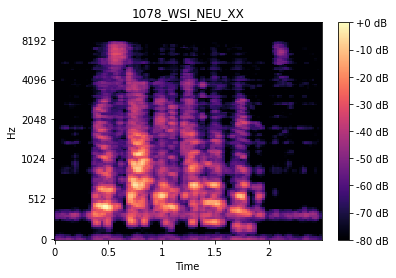 1078_WSI_NEU_XX
Hz
8192
4096
2048
1024
512
0
0
0.5
1
1.5
2
Time
+0 dB
-10 dB
-20 dB
-30 dB
-40 dB
-50 dB
-60 dB
-70 dB
-80 dB